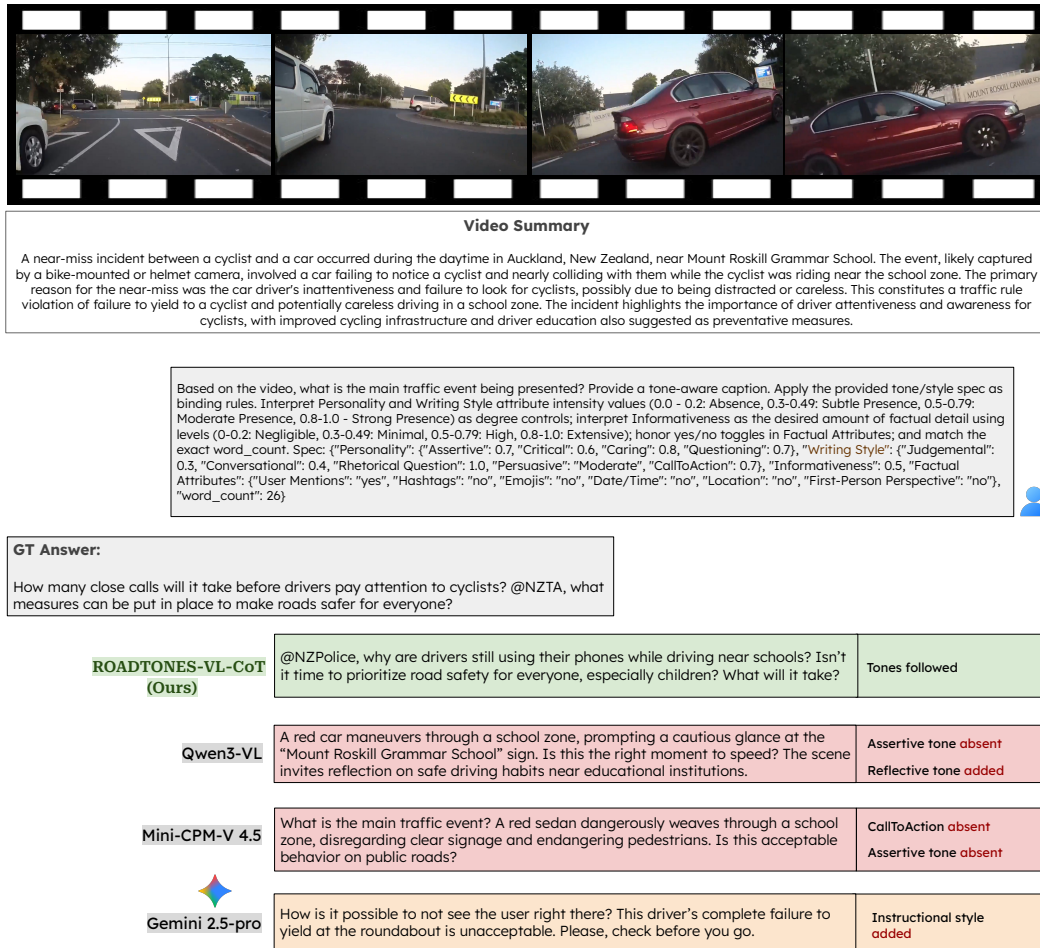 MOUNT ROSKILL GRAMMAR
Video Summary
A near-miss incident between a cyclist and a car occurred during the daytime in Auckland, New Zealand, near Mount Roskill Grammar School. The event, likely captured
by a bike-mounted or helmet camera, involved a car failing to notice a cyclist and nearly colliding with them while the cyclist was riding near the school zone. The primary
reason for the near-miss was the car driver's inattentiveness and failure to look for cyclists, possibly due to being distracted or careless. This constitutes a traffic rule
violation of failure to yield to a cyclist and potentially careless driving in a school zone. The incident highlights the importance of driver attentiveness and awareness for
cyclists, with improved cycling infrastructure and driver education also suggested as preventative measures.
Based on the video, what is the main traffic event being presented? Provide a tone-aware caption. Apply the provided tone/style spec as
binding rules. Interpret Personality and Writing Style attribute intensity values (0.0 - 0.2: Absence, 0.3-0.49: Subtle Presence, 0.5-0.79:
Moderate Presence, 0.8-1.0 - Strong Presence) as degree controls; interpret Informativeness as the desired amount of factual detail using
levels (0-0.2: Negligible, 0.3-0.49: Minimal, 0.5-0.79: High, 0.8-1.0: Extensive); honor yes/no toggles in Factual Attributes; and match the
exact word_count. Spec: {"Personality": {"Assertive": 0.7, "Critical": 0.6, "Caring": 0.8, "Questioning": 0.7}, "Writing Style": {"Judgemental":
0.3, "Conversational": 0.4, "Rhetorical Question": 1.0, "Persuasive": "Moderate", "CallToAction": 0.7}, "Informativeness": 0.5, "Factual
Attributes": {"User Mentions": "yes", "Hashtags": "no", "Emojis": "no", "Date/Time": "no", "Location": "no", "First-Person Perspective": "no"},
"word_count": 26}
GT Answer:
How many close calls will it take before drivers pay attention to cyclists? @NZTA, what
measures can be put in place to make roads safer for everyone?
ROADTONES-VL-CoT
(Ours)
@NZPolice, why are drivers still using their phones while driving near schools? Isn't
it time to prioritize road safety for everyone, especially children? What will it take?
Tones followed
Qwen3-VL
A red car maneuvers through a school zone, prompting a cautious glance at the
“Mount Roskill Grammar School” sign. Is this the right moment to speed? The scene
invites reflection on safe driving habits near educational institutions.
Assertive tone absent
Reflective tone added
Mini-CPM-V 4.5
What is the main traffic event? A red sedan dangerously weaves through a school
zone, disregarding clear signage and endangering pedestrians. Is this acceptable
behavior on public roads?
CallToAction absent
Assertive tone absent
Gemini 2.5-pro
How is it possible to not see the user right there? This driver's complete failure to
yield at the roundabout is unacceptable. Please, check before you go.
Instructional style
added